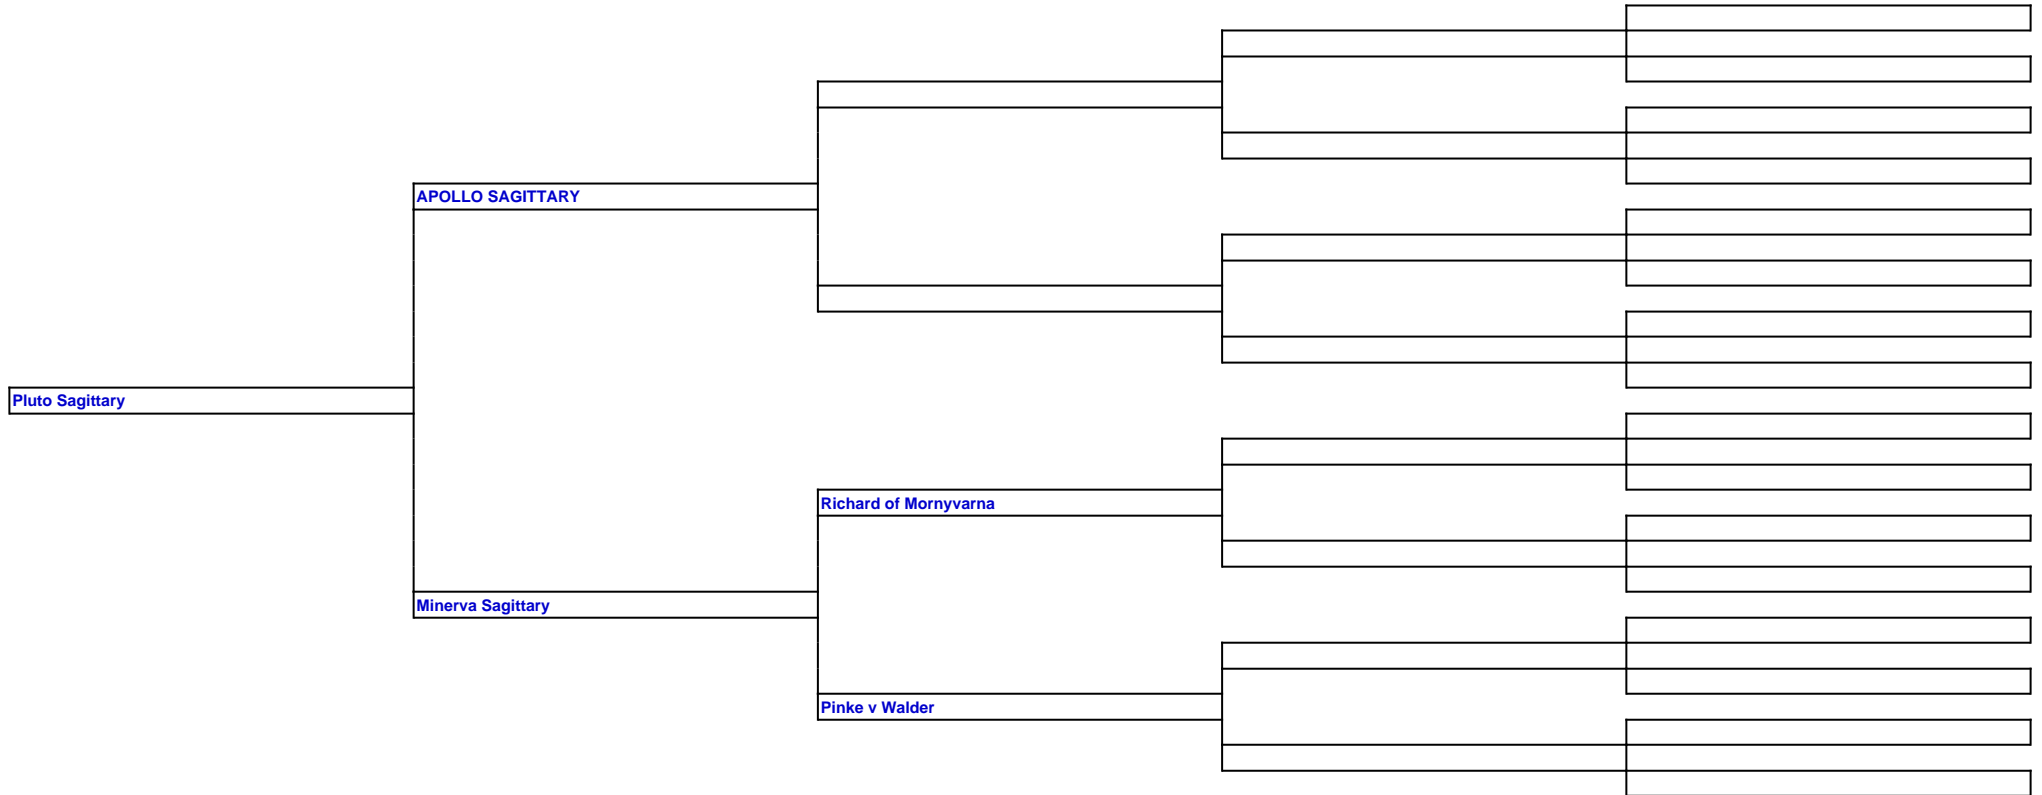 APOLLO SAGITTARY
Pluto Sagittary
Richard of Mornyvarna
Minerva Sagittary
Pinke v Walder